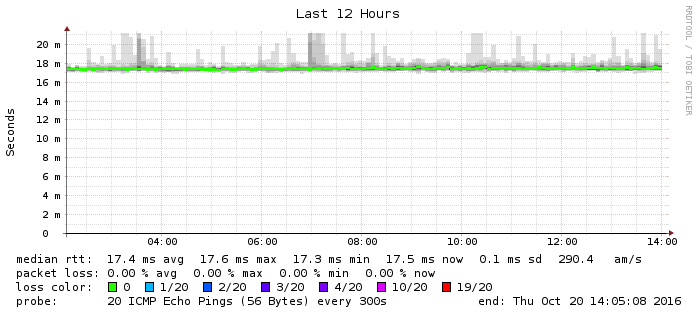 Last 12 Hours
RRDTOOL / TOBI OETIKER
Seconds
20 m
18 m
16 m
14 m
12 m
10 m
8 m
6 m
4 m
2 m
0
04:00 06:00 08:00 10:00 12:00 14:00
median rtt: 17.4 ms avg 17.6 ms max 17.3 ms min 17.5 ms now 0.1 ms sd 290.4 am/s
packet loss: 0.00 % avg 0.00 % max 0.00 % min 0.00 % now
loss color: 0 1/20 2/20 3/20 4/20 10/20 19/20
probe: 20 ICMP Echo Pings (56 Bytes) every 300s end: Thu Oct 20 14:05:08 2016